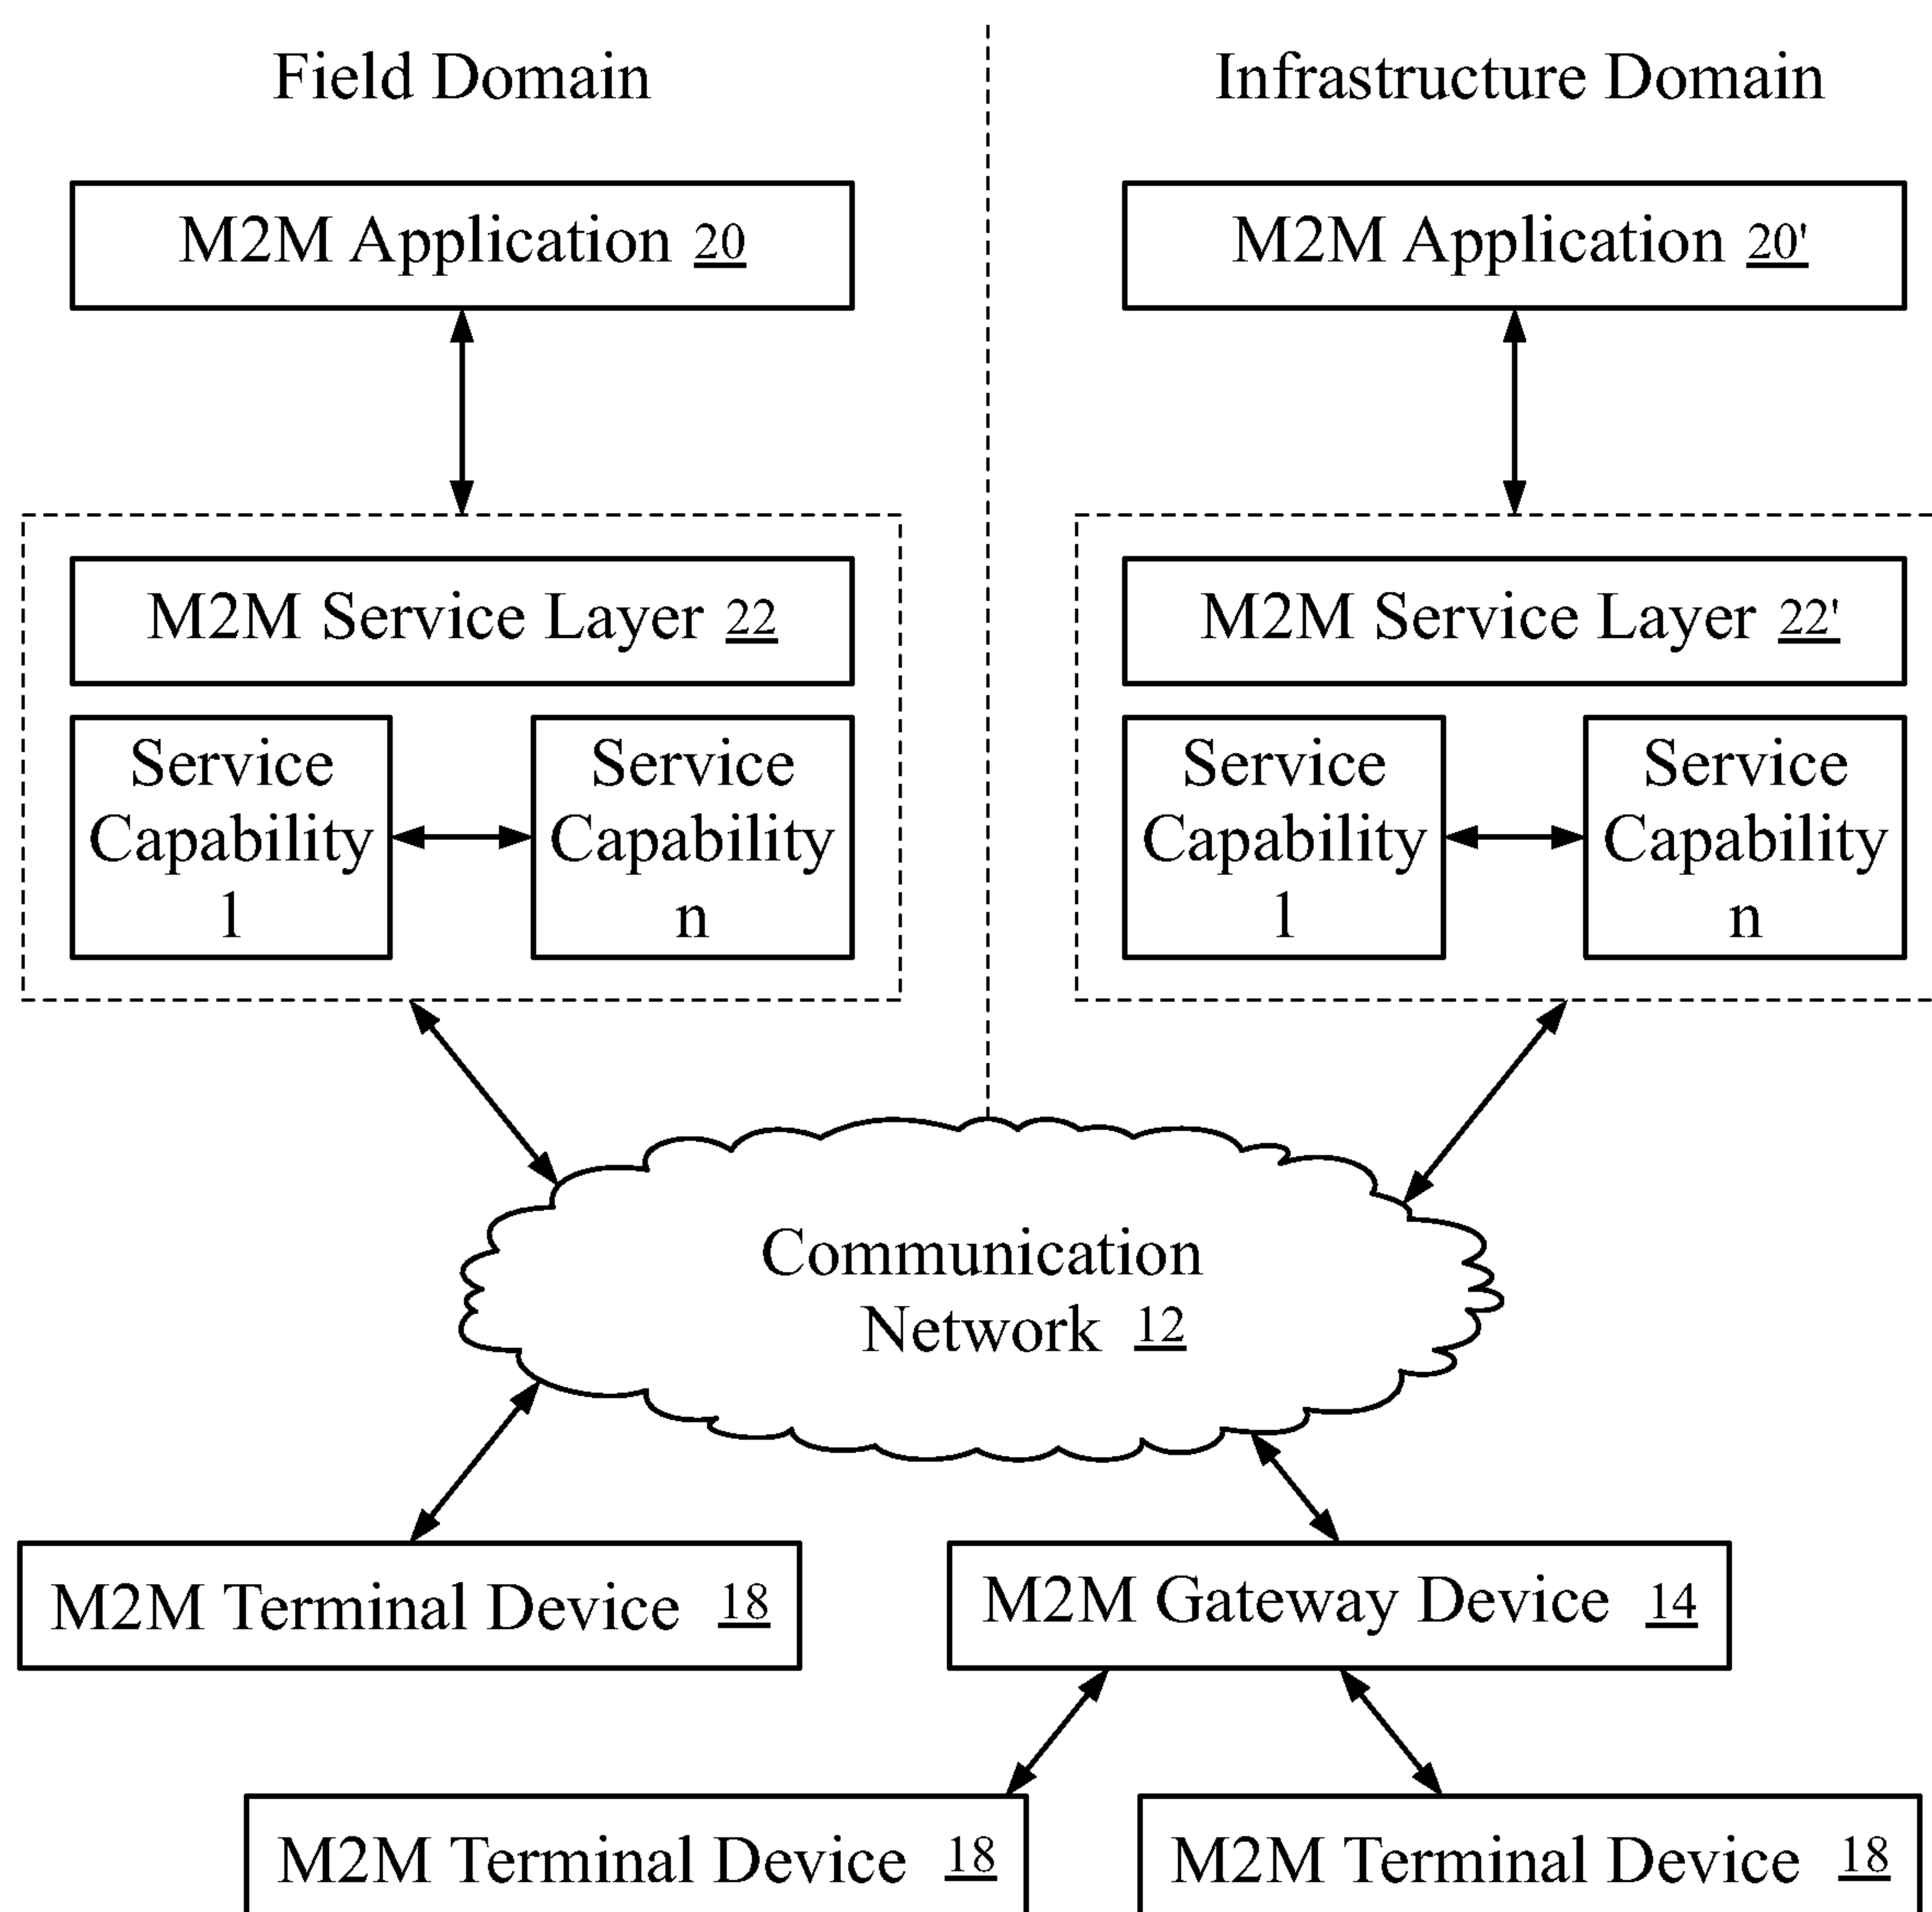 Field Domain
Infrastructure Domain
M2M Application 20
M2M Application 20'
M2M Service Layer 22
M2M Service Layer 22'
Service
Capability
1
Service
Capability
n
Service
Capability
1
Service
Capability
n
Communication
Network 12
M2M Terminal Device 18
M2M Gateway Device 14
M2M Terminal Device 18
M2M Terminal Device 18